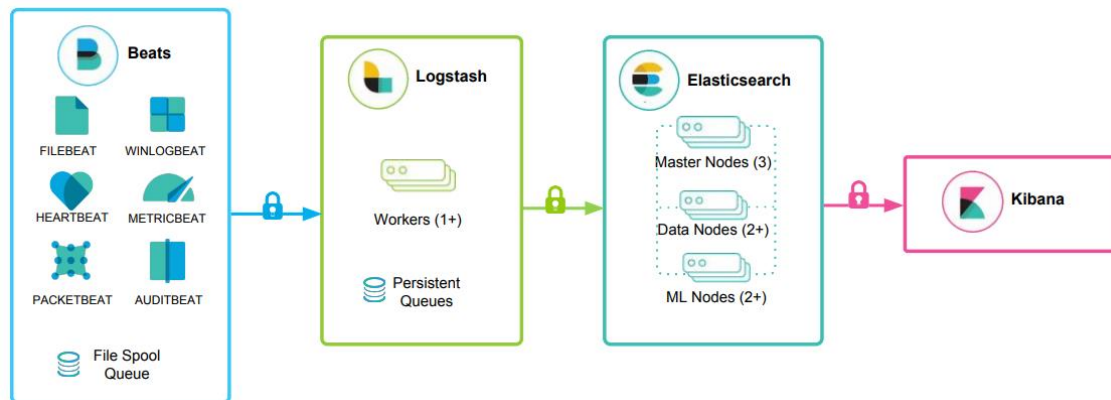 Beats
FILEBEAT
WINLOGBEAT
HEARTBEAT
METRICBEAT
PACKETBEAT
AUDITBEAT
File Spool
Queue
Logstash
Workers (1+)
Persistent
Queues
Elasticsearch
Master Nodes (3)
Data Nodes (2+)
ML Nodes (2+)
Kibana